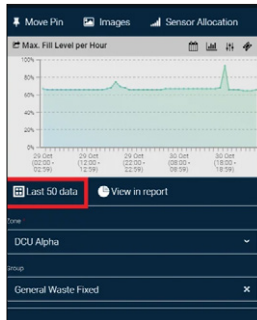 Move Pin Images Sensor Allocation
Max. Fill Level per Hour
100%
80%
60%
40%
20%
0%
29 Oct 29 Oct 29 Oct 30 Oct 30 Oct
(02:00 - (12:00 - (22:00 - (08:00 - (18:00 -
02:59) 12:59) 22:59) 08:59) 18:59)
Last 50 data View in report
Zone
DCU Alpha
Group
General Waste Fixed